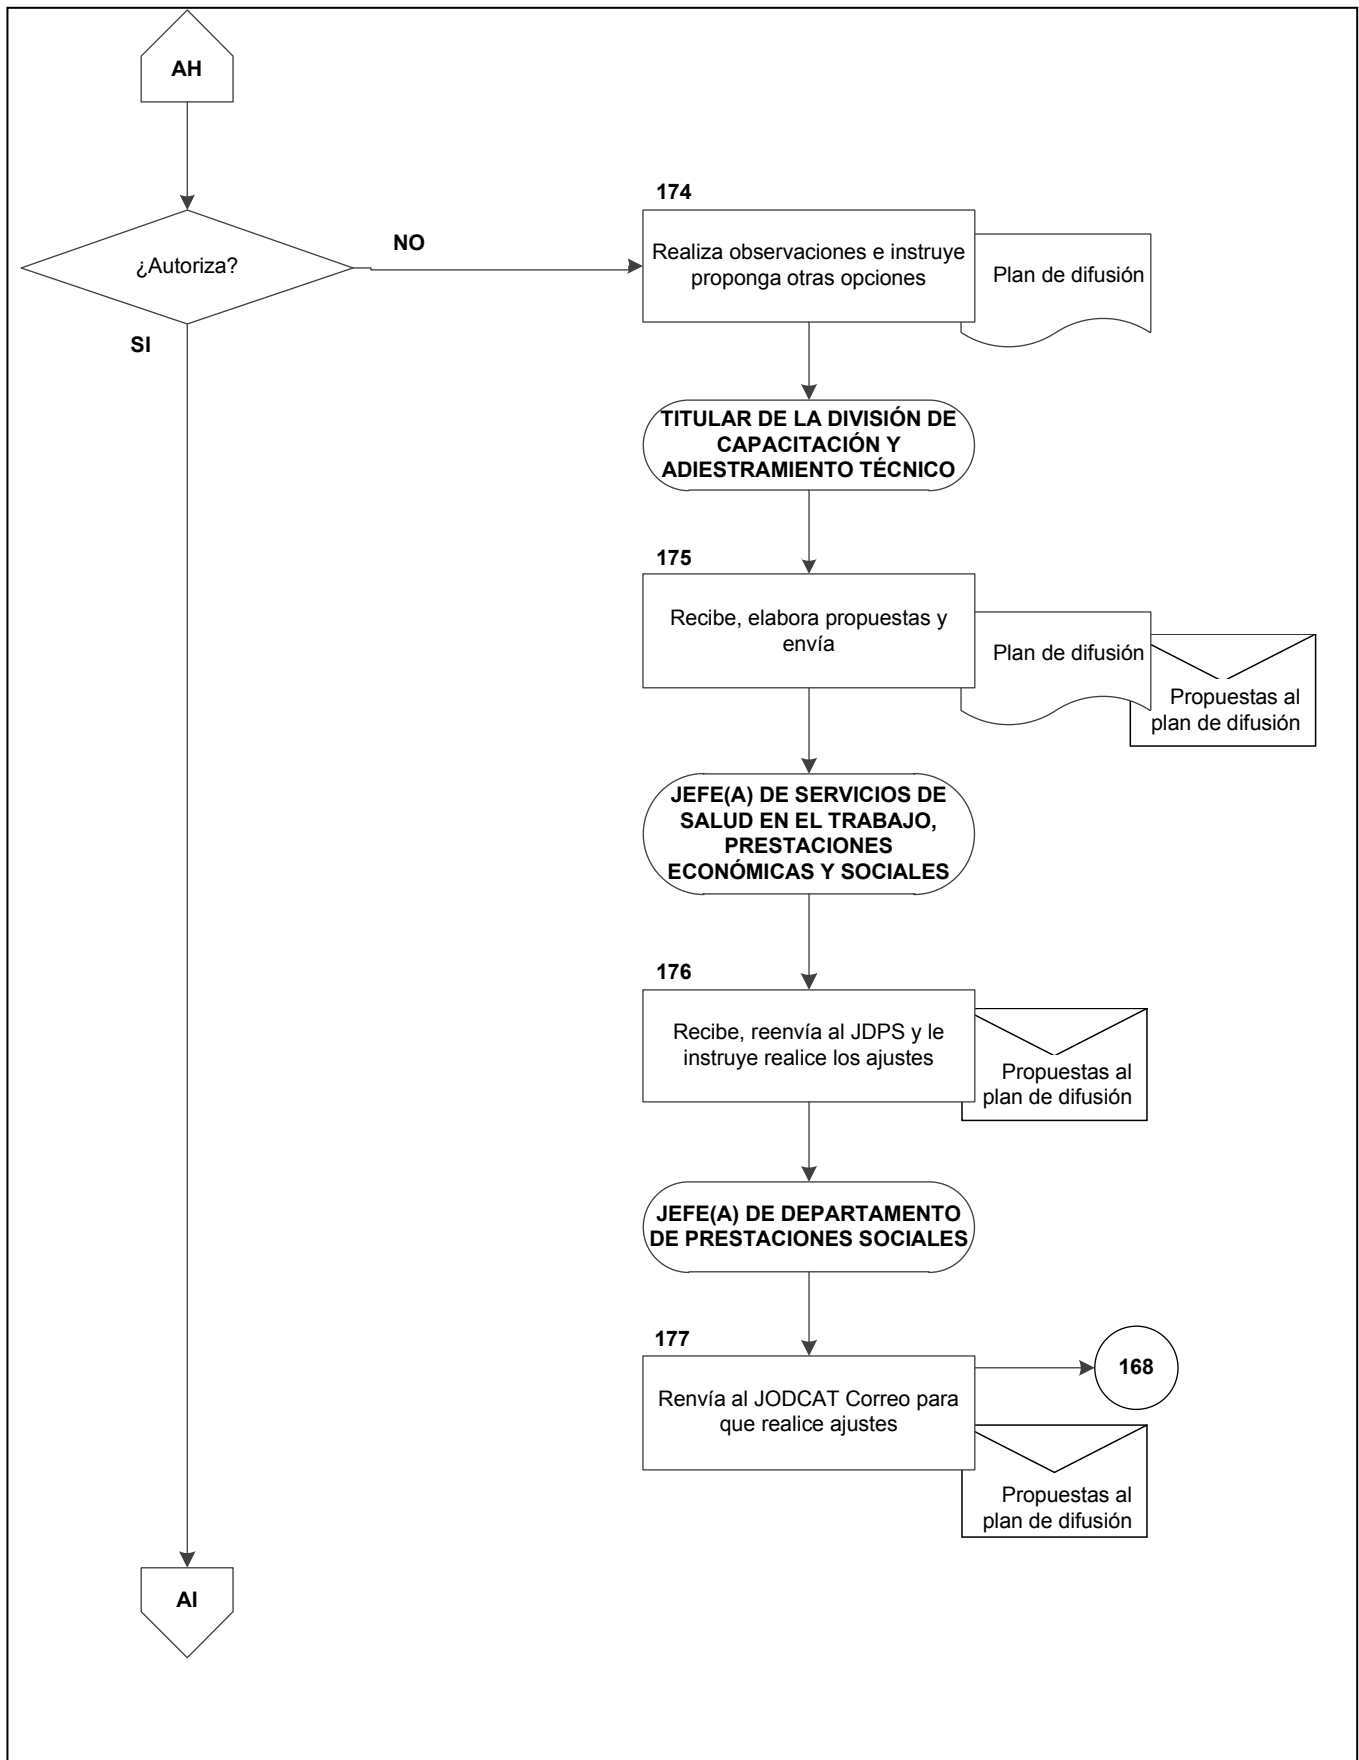 AH
¿Autoriza?
NO
SI
174
Realiza observaciones e instruye
proponga otras opciones
Plan de difusión
TITULAR DE LA DIVISIÓN DE
CAPACITACIÓN Y
ADIESTRAMIENTO TÉCNICO
175
Recibe, elabora propuestas y
envía
Plan de difusión
Propuestas al
plan de difusión
JEFE(A) DE SERVICIOS DE
SALUD EN EL TRABAJO,
PRESTACIONES
ECONÓMICAS Y SOCIALES
176
Recibe, reenvía al JDPS y le
instruye realice los ajustes
Propuestas al
plan de difusión
JEFE(A) DE DEPARTAMENTO
DE PRESTACIONES SOCIALES
177
Renvía al JODCAT Correo para
que realice ajustes
168
Propuestas al
plan de difusión
AI